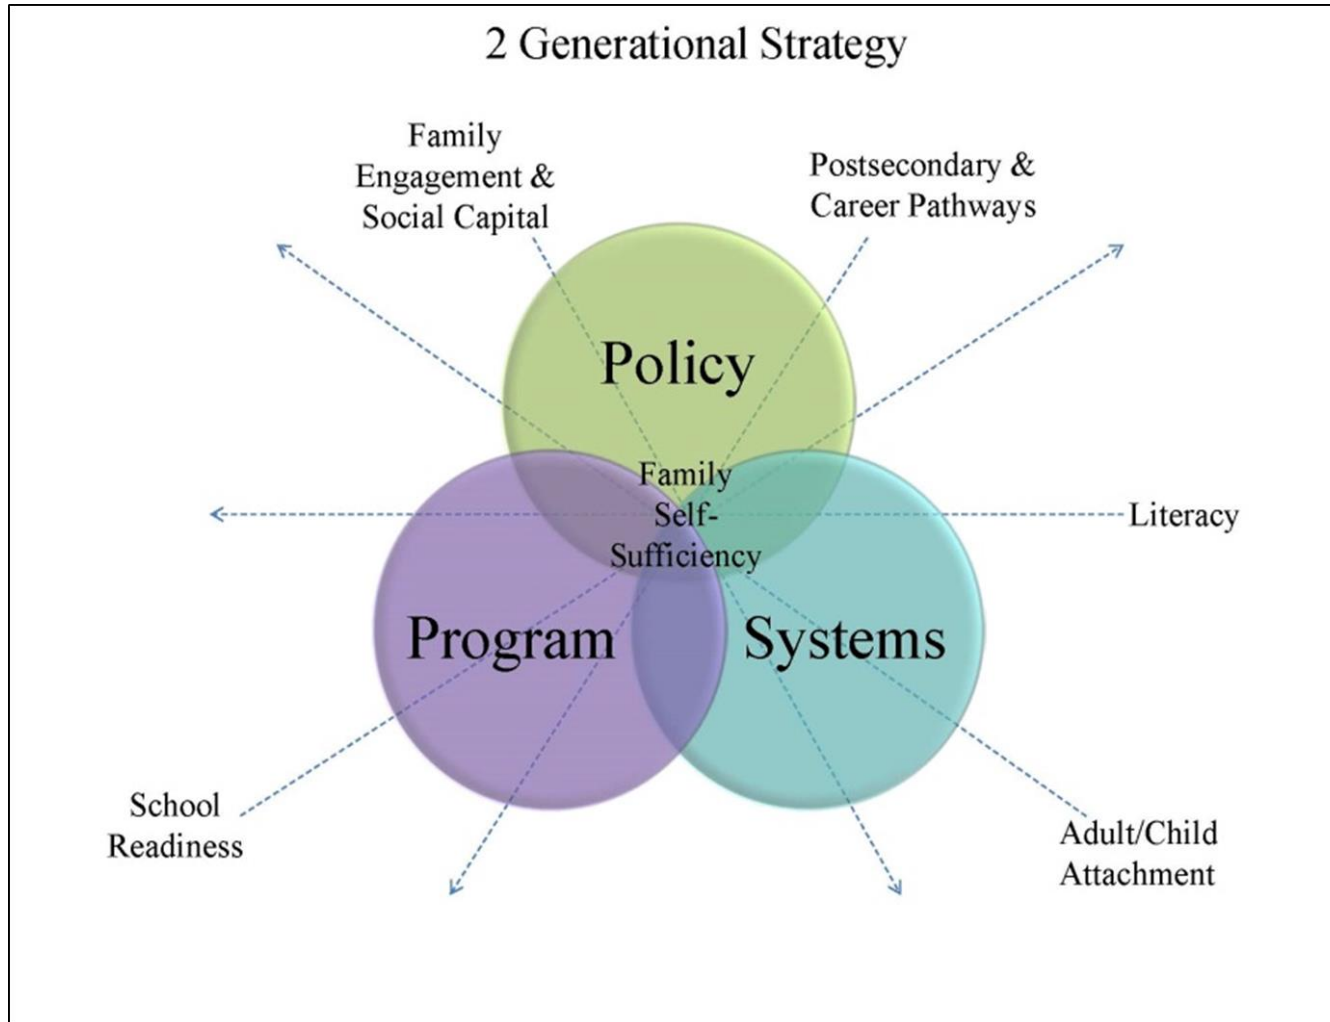 2 Generational Strategy
Family
Engagement &
Social Capital
Postsecondary &
Career Pathways
Policy
Family
Self-
Sufficiency
Literacy
Program
Systems
School
Readiness
Adult/Child
Attachment